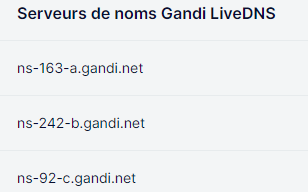 Serveurs de noms Gandi LiveDNS
ns-163-a.gandi.net
ns-242-b.gandi.net
ns-92-c.gandi.net